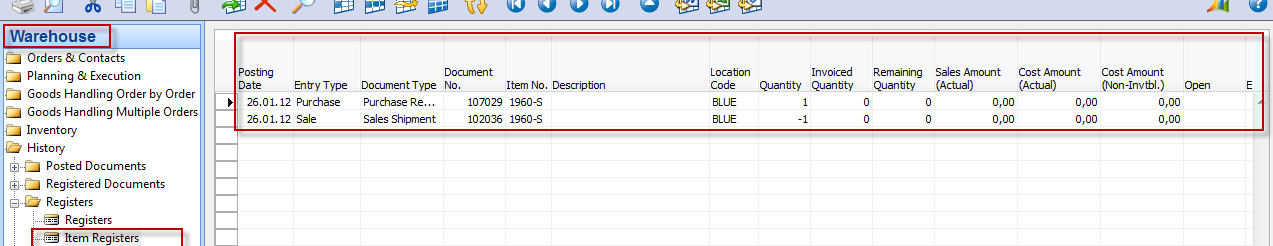 Warehouse
Orders & Contacts
Planning & Execution
Goods Handling Order by Order
Goods Handling Multiple Orders
Inventory
History
Posted Documents
Registered Documents
Registers
Registers
Item Registers
Posting Date Entry Type Document Type Document No. Item No. Description Location Code Quantity Invoiced Quantity Remaining Quantity Sales Amount (Actual) Cost Amount (Actual) Cost Amount (Non-Invtbl.) Open E
26.01.12 Purchase Purchase Re... 107029 1960-S BLUE 1 0 0 0,00 0,00 0,00
26.01.12 Sale Sales Shipment 102036 1960-S BLUE -1 0 0 0,00 0,00 0,00